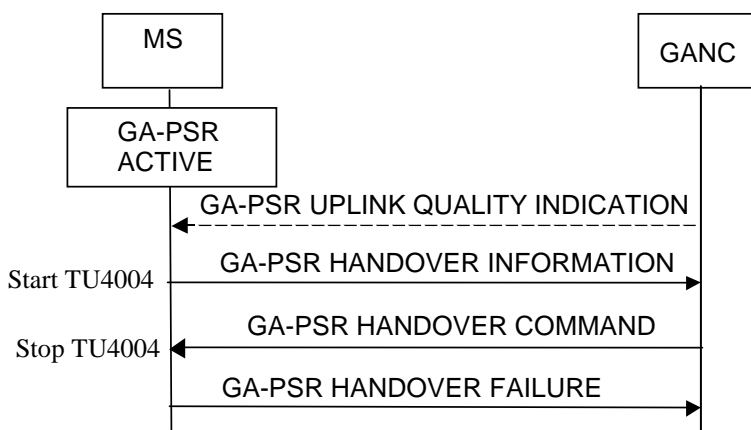 MS
GANC
GA-PSR
ACTIVE
GA-PSR UPLINK QUALITY INDICATION
Start TU4004
GA-PSR HANDOVER INFORMATION
Stop TU4004
GA-PSR HANDOVER COMMAND
GA-PSR HANDOVER FAILURE